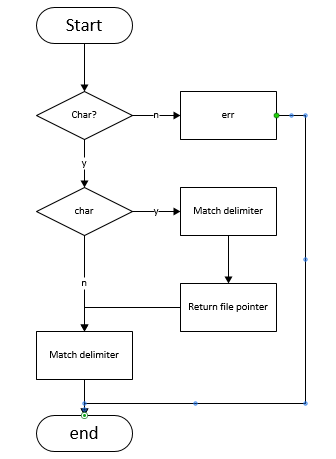 Start
Char?
n
err
y
char
y
Match delimiter
n
Return file pointer
Match delimiter
end